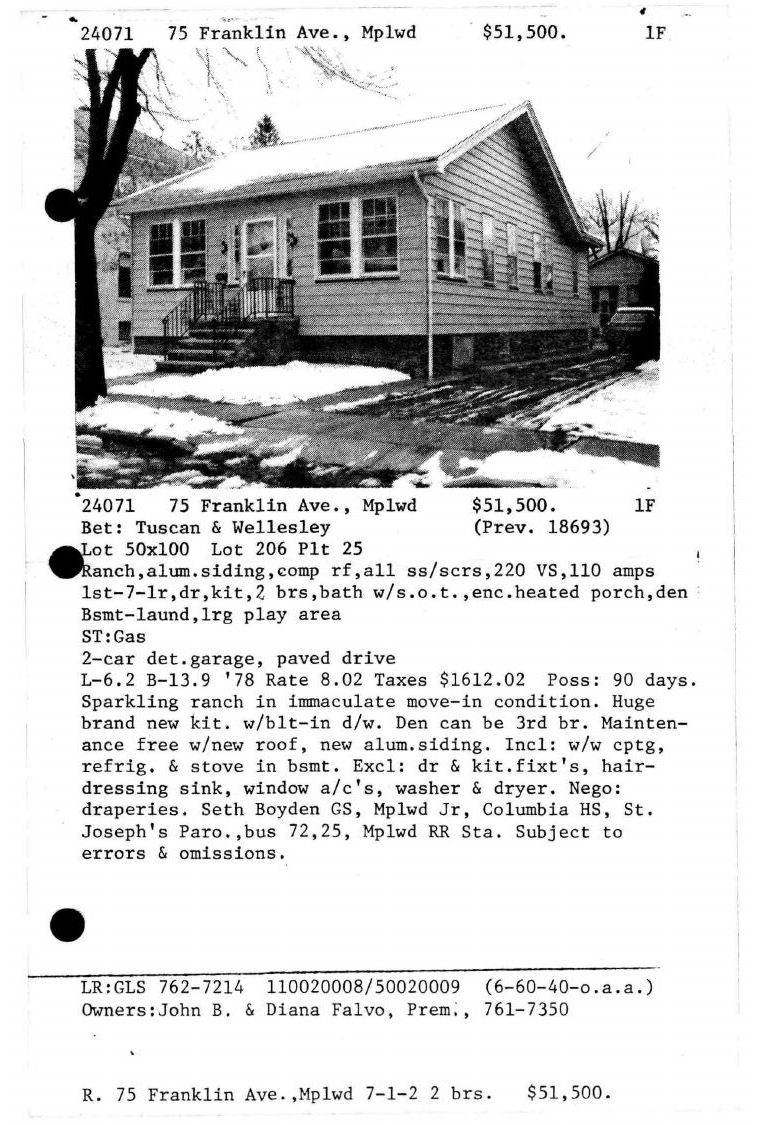 24071 75 Franklin Ave., Mplwd $51,500. 1F
24071 75 Franklin Ave., Mplwd $51,500. 1F
Bet: Tuscan & Wellesley (Prev. 18693)
Lot 50x100 Lot 206 Plt 25
Ranch,alum.siding,comp rf,all ss/scrs,220 VS,110 amps
1st-7-lr,dr,kit,2 brs,bath w/s.o.t.,enc.heated porch,den
Bsmt-laund,lrg play area
ST:Gas
2-car det.garage, paved drive
L-6.2 B-13.9 '78 Rate 8.02 Taxes $1612.02 Poss: 90 days.
Sparkling ranch in immaculate move-in condition. Huge
brand new kit. w/blt-in d/w. Den can be 3rd br. Mainten-
ance free w/new roof, new alum.siding. Incl: w/w cptg,
refrig. & stove in bsmt. Excl: dr & kit.fixt's, hair-
dressing sink, window a/c's, washer & dryer. Nego:
draperies. Seth Boyden GS, Mplwd Jr, Columbia HS, St.
Joseph's Paro.,bus 72,25, Mplwd RR Sta. Subject to
errors & omissions.
LR:GLS 762-7214 110020008/50020009 (6-60-40-o.a.a.)
Owners:John B. & Diana Falvo, Prem., 761-7350
R. 75 Franklin Ave.,Mplwd 7-1-2 2 brs. $51,500.